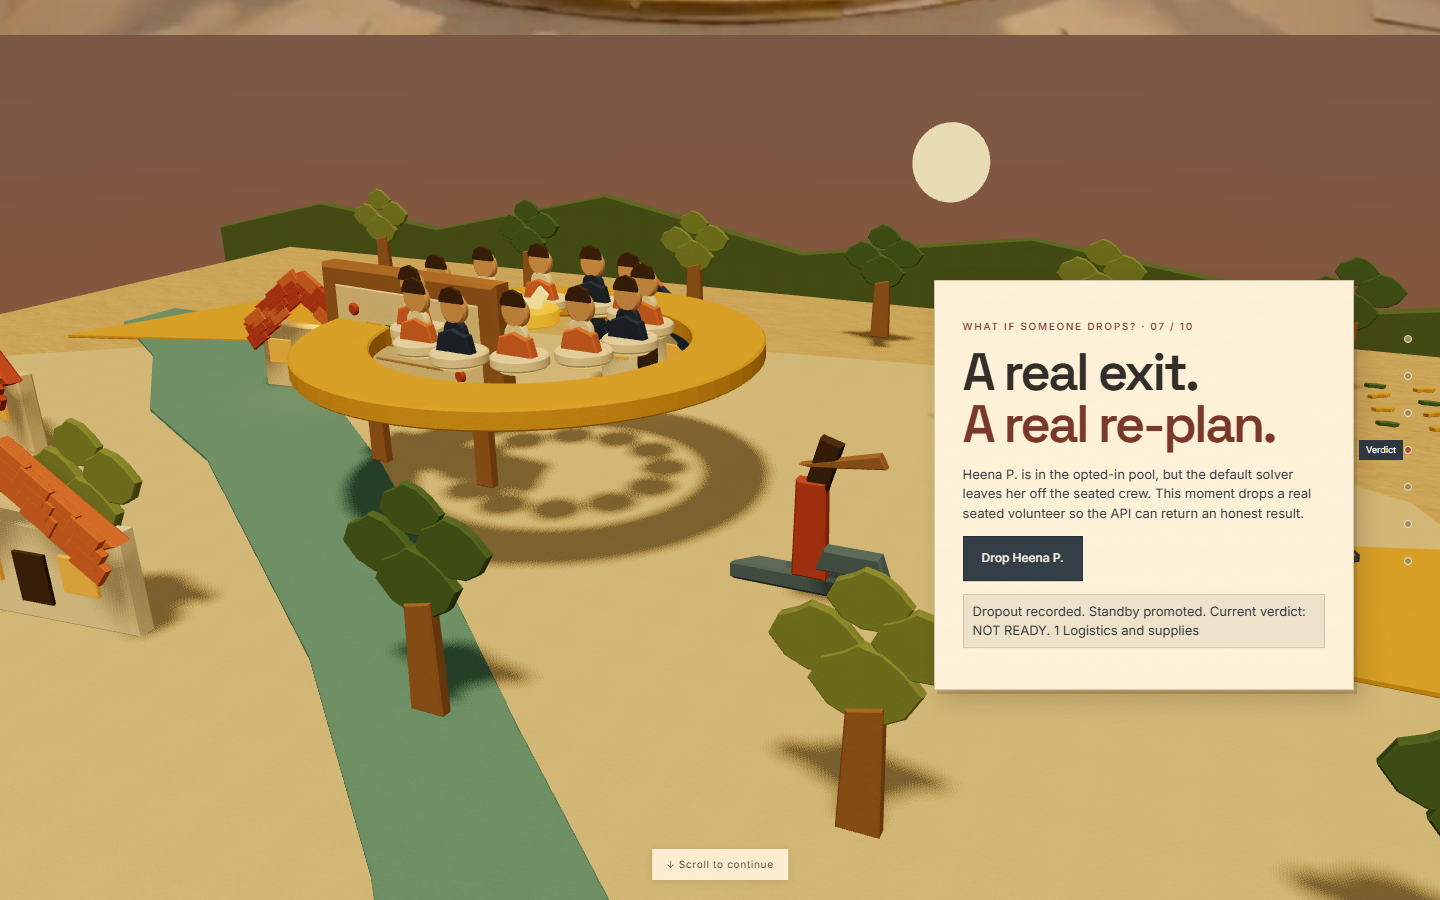 WHAT IF SOMEONE DROPS? · 07 / 10
A real exit.
A real re-plan.
Heena P. is in the opted-in pool, but the default solver
leaves her off the seated crew. This moment drops a real
seated volunteer so the API can return an honest result.
Drop Heena P.
Dropout recorded. Standby promoted. Current verdict:
NOT READY. 1 Logistics and supplies
Verdict
↓ Scroll to continue